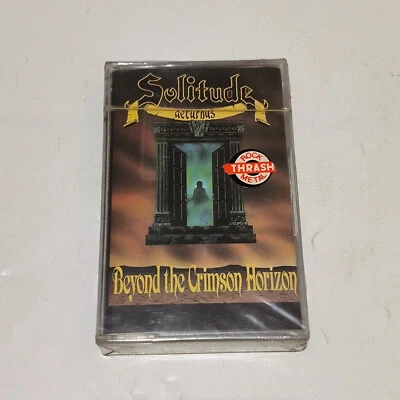 Solitude
aeturnus
ROCK
THRASH
METAL
Beyond the Crimson Horizon